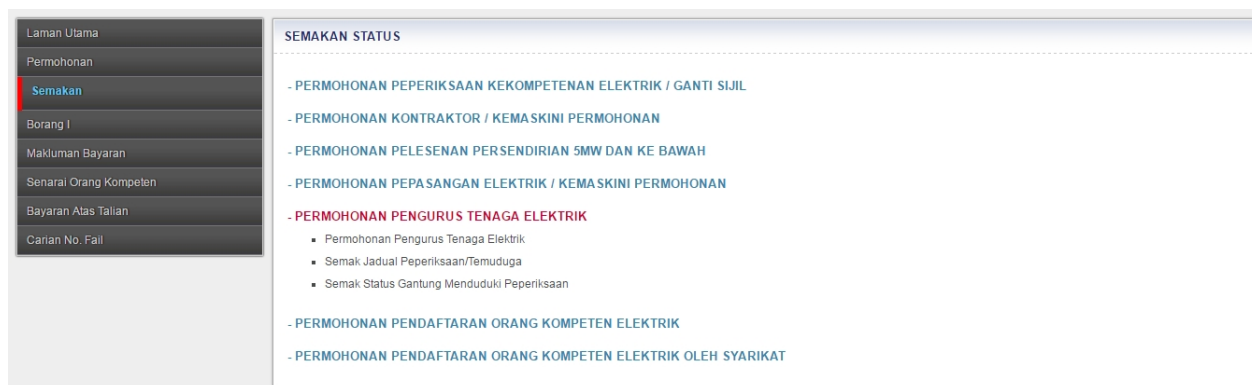 Laman Utama
Permohonan
Semakan
Borang I
Makluman Bayaran
Senarai Orang Kompeten
Bayaran Atas Talian
Carian No. Fail
SEMAKAN STATUS
- PERMOHONAN PEPERIKSAAN KEKOMPETENAN ELEKTRIK / GANTI SIJIL
- PERMOHONAN KONTRAKTOR / KEMASKINI PERMOHONAN
- PERMOHONAN PELESENAN PERSENDIRIAN 5MW DAN KE BAWAH
- PERMOHONAN PEPASANGAN ELEKTRIK / KEMASKINI PERMOHONAN
- PERMOHONAN PENGURUS TENAGA ELEKTRIK
▪ Permohonan Pengurus Tenaga Elektrik
▪ Semak Jadual Peperiksaan/Temuduga
▪ Semak Status Gantung Menduduki Peperiksaan
- PERMOHONAN PENDAFTARAN ORANG KOMPETEN ELEKTRIK
- PERMOHONAN PENDAFTARAN ORANG KOMPETEN ELEKTRIK OLEH SYARIKAT